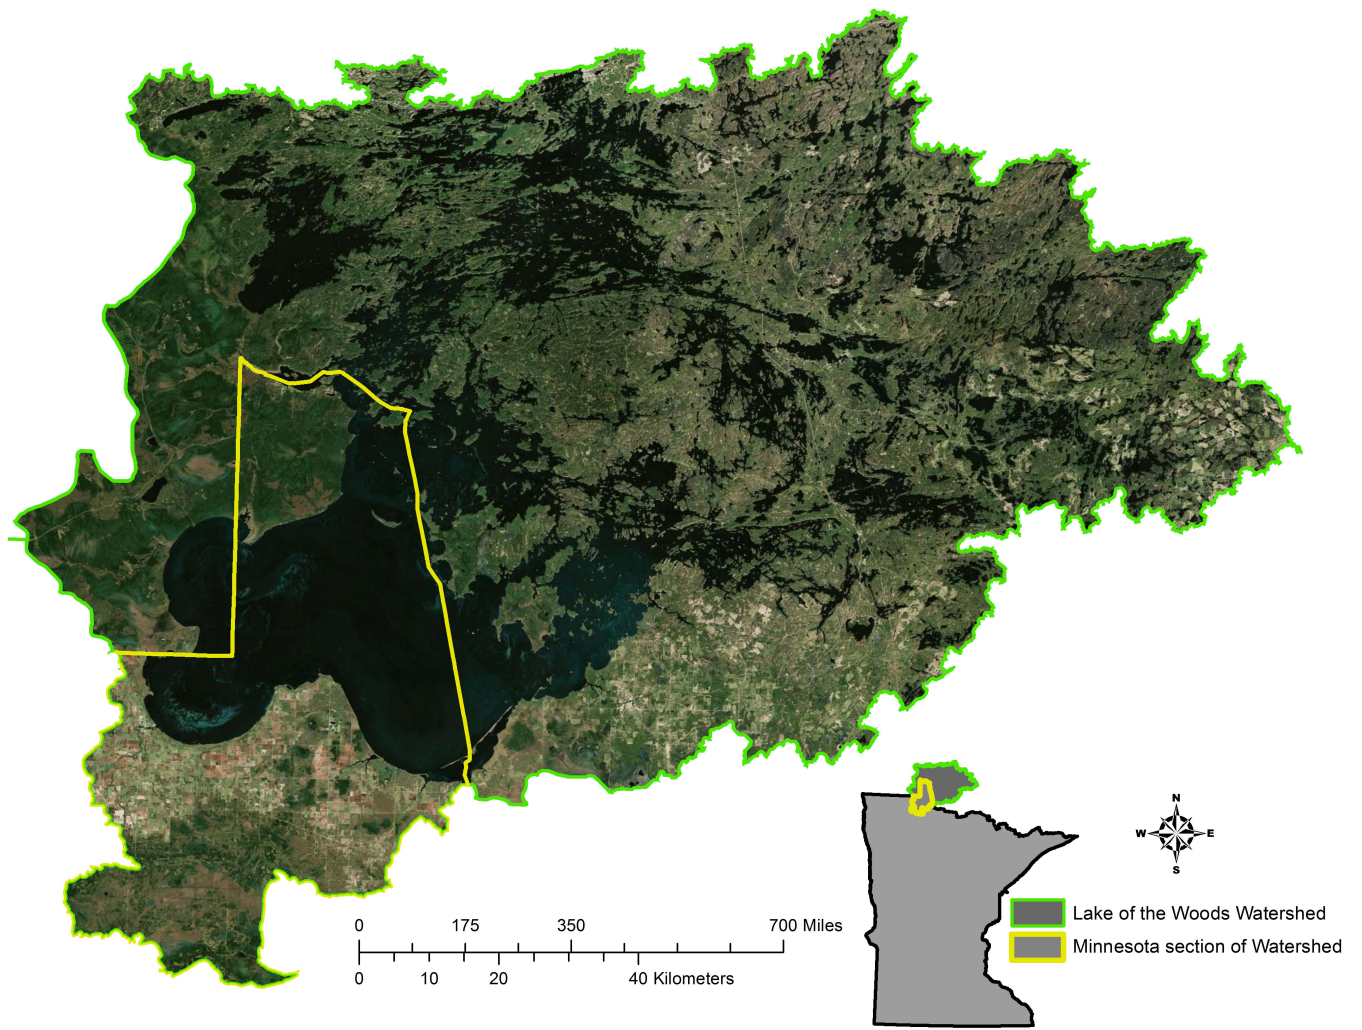 N
W E
S
Lake of the Woods Watershed
Minnesota section of Watershed
0 175 350 700 Miles
0 10 20 40 Kilometers